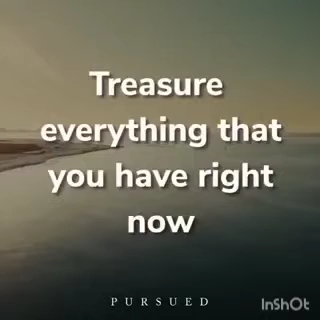 Treasure
everything that
you have right
now
PURSUED
InShOt